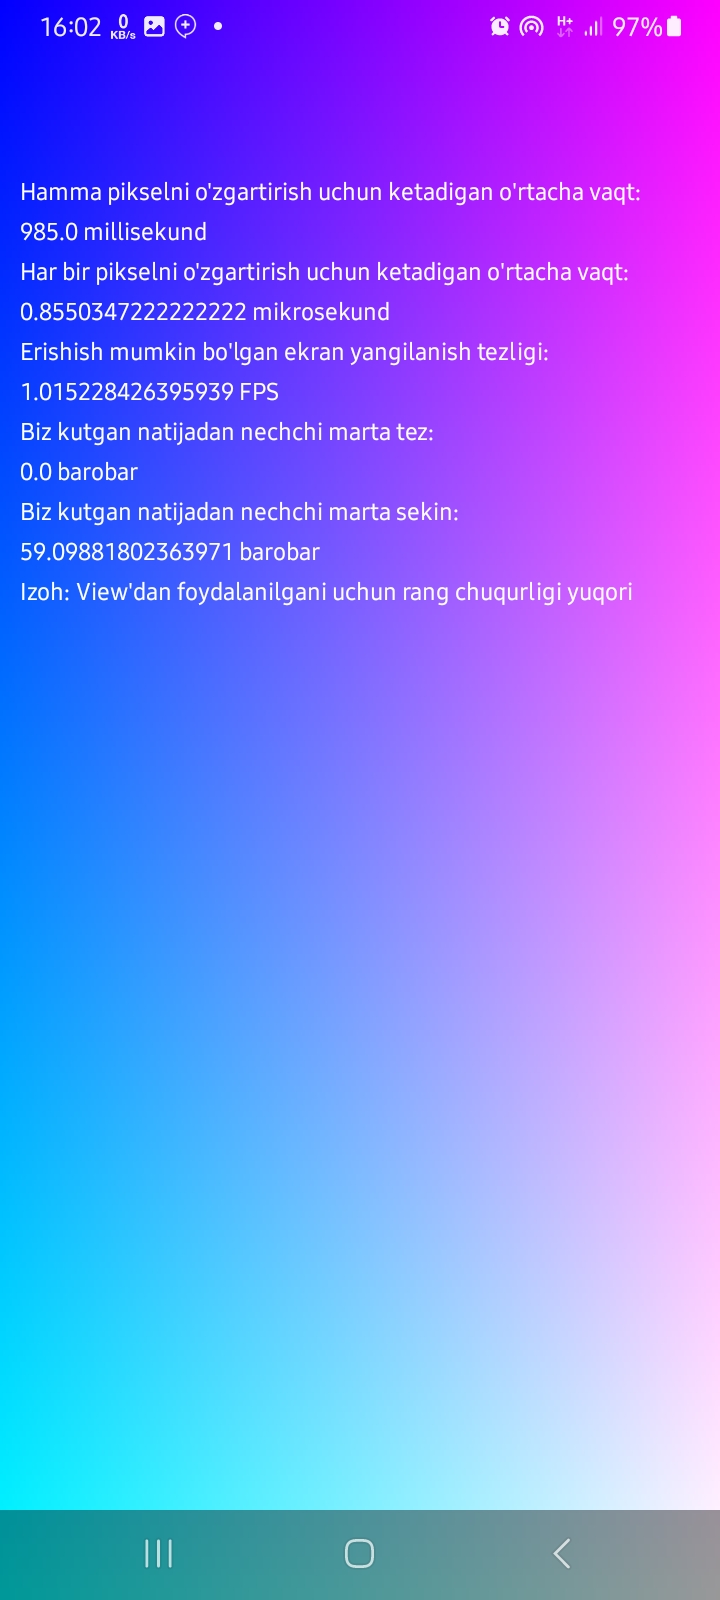 16:02 0 KB/s H+ 97%
Hamma pikselni o'zgartirish uchun ketadigan o'rtacha vaqt:
985.0 millisekund
Har bir pikselni o'zgartirish uchun ketadigan o'rtacha vaqt:
0.8550347222222222 mikrosekund
Erishish mumkin bo'lgan ekran yangilanish tezligi:
1.015228426395939 FPS
Biz kutgan natijadan nechchi marta tez:
0.0 barobar
Biz kutgan natijadan nechchi marta sekin:
59.09881802363971 barobar
Izoh: View'dan foydalanilgani uchun rang chuqurligi yuqori